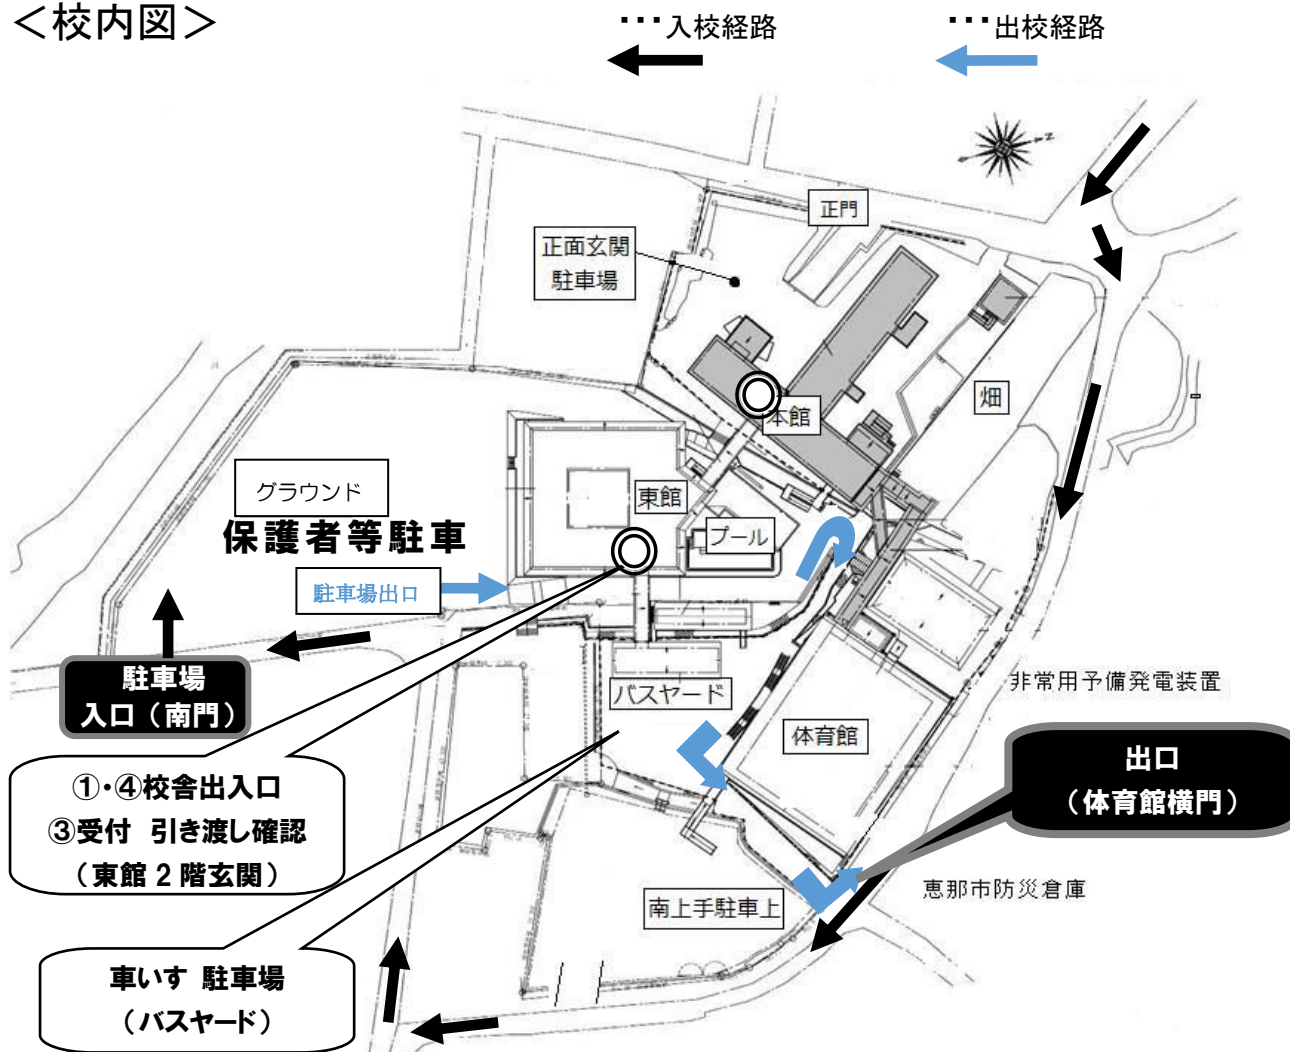 ＜校内図＞
･･･入校経路
･･･出校経路
正門
正面玄関
駐車場
畑
本館
グラウンド
東館
プール
保護者等駐車
駐車場出口
駐車場
入口（南門）
バスヤード
体育館
非常用予備発電装置
出口
（体育館横門）
①・④校舎出入口
③受付 引き渡し確認
（東館２階玄関）
恵那市防災倉庫
南上手駐車上
車いす 駐車場
（バスヤード）